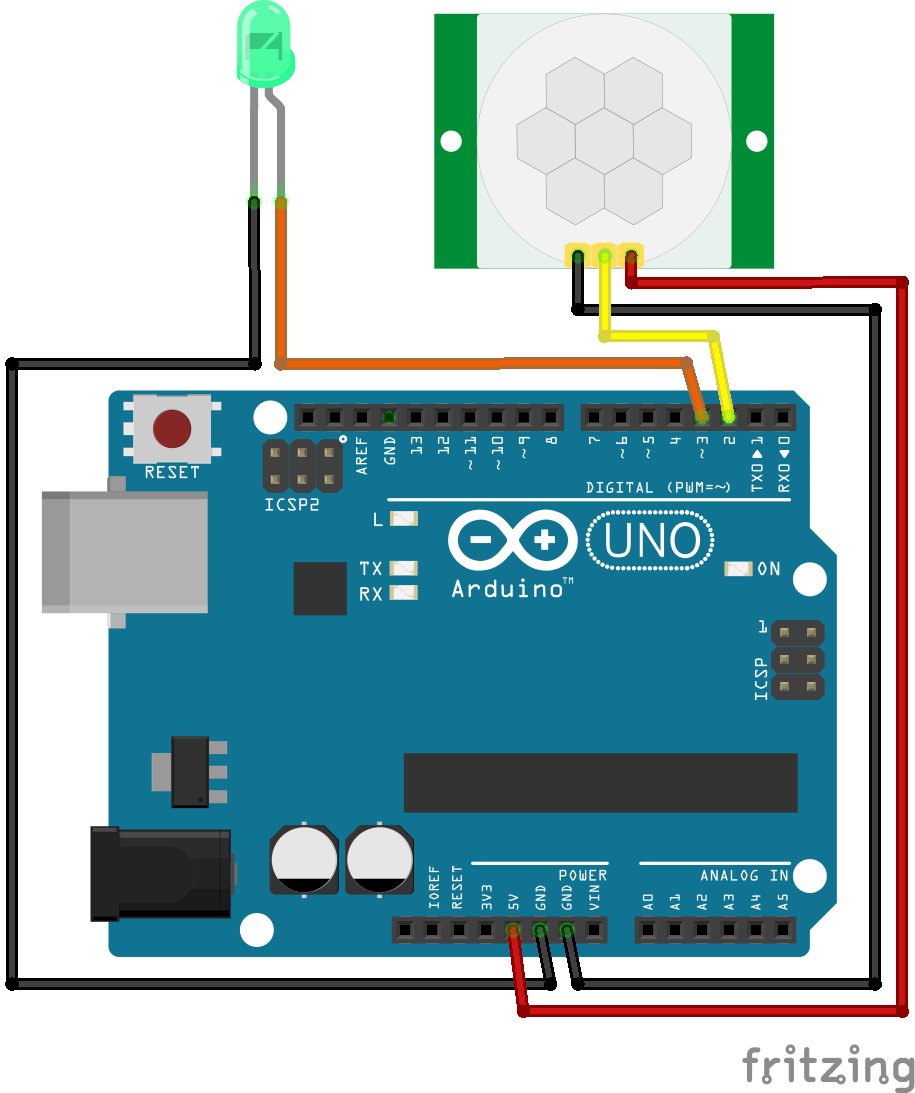 RESET
ICSP2
AREF
GND
13
12
~11
~10
~9
8
7
~6
~5
4
~3
2
TX0▶1
RX0◀0
DIGITAL (PWM=~)
L
TX
RX
Arduino™
UNO
ON
1
ICSP
POWER
ANALOG IN
IOREF
RESET
3V3
5V
GND
GND
VIN
A0
A1
A2
A3
A4
A5
fritzing